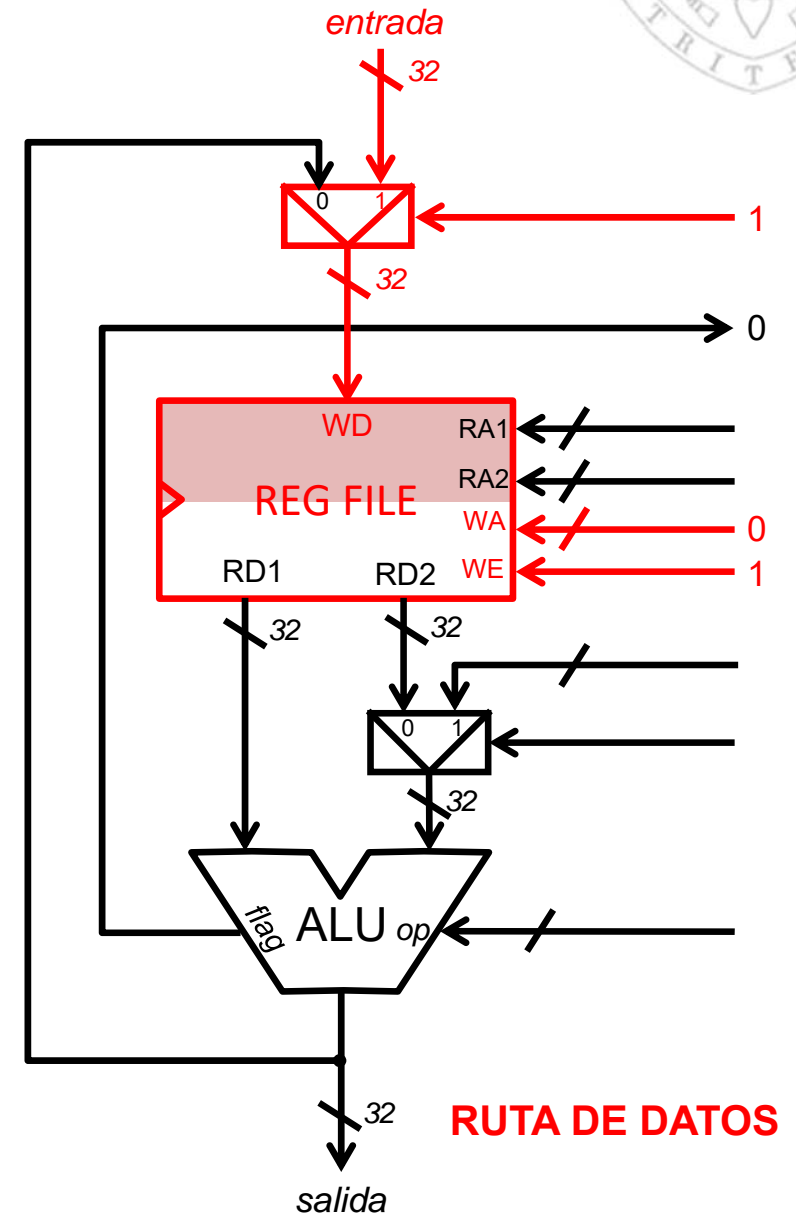 TRITE
entrada
32
0 1
1
32
0
WD
RA1
RA2
REG FILE
WA
0
RD1
RD2
WE
1
32
32
0 1
32
flag
ALU
op
32
RUTA DE DATOS
salida